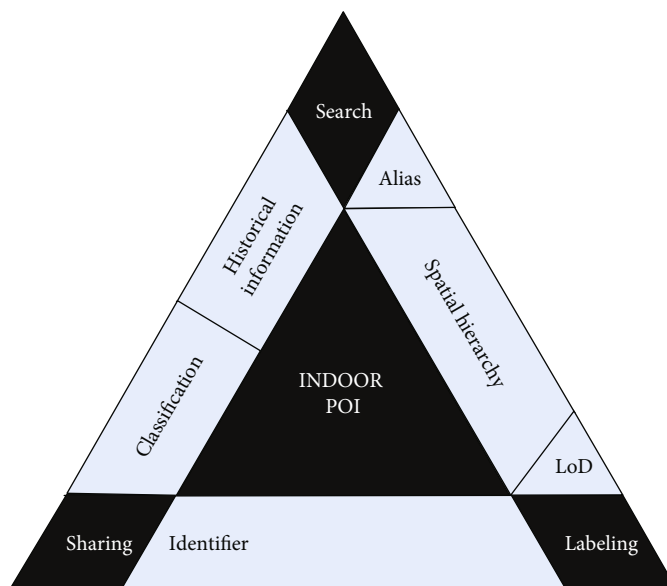 Search
Alias
Historical
information
Spatial hierarchy
Classification
INDOOR
POI
LoD
Sharing
Identifier
Labeling